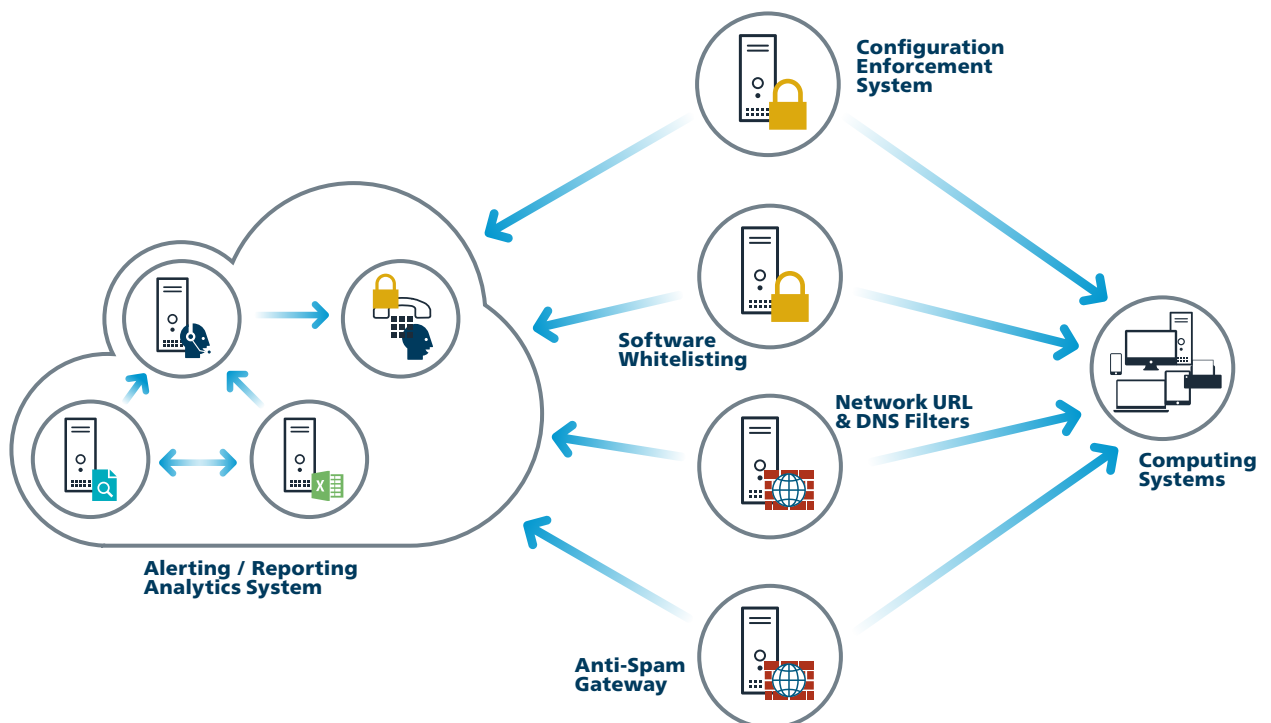 Configuration
Enforcement
System
Software
Whitelisting
Network URL
& DNS Filters
Computing
Systems
X
Alerting / Reporting
Analytics System
Anti-Spam
Gateway